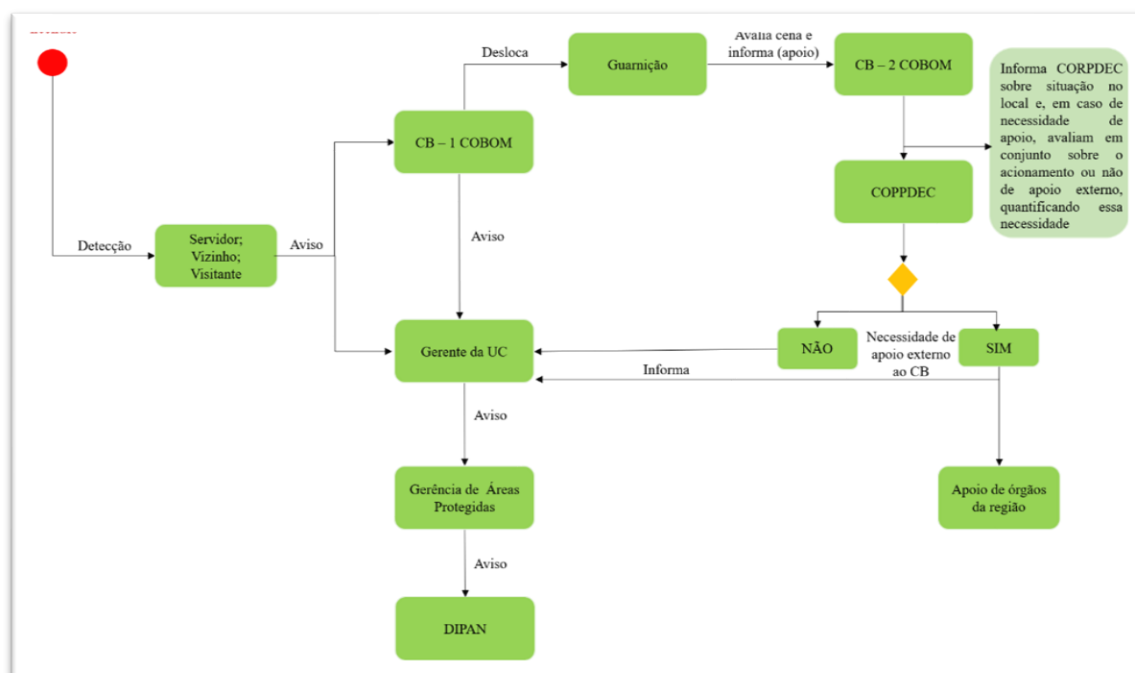 Desloca
Guarnição
Avalia cena e
informa (apoio)
CB – 2 COBOM
Informa CORPDEC
sobre situação no
local e, em caso de
necessidade de
apoio, avaliam em
conjunto sobre o
acionamento ou não
de apoio externo,
quantificando essa
necessidade
CB – 1 COBOM
COPPDEC
Detecção
Servidor;
Vizinho;
Visitante
Aviso
Aviso
Gerente da UC
NÃO
Necessidade de
apoio externo
ao CB
SIM
Informa
Aviso
Gerência de Áreas
Protegidas
Apoio de órgãos
da região
Aviso
DIPAN